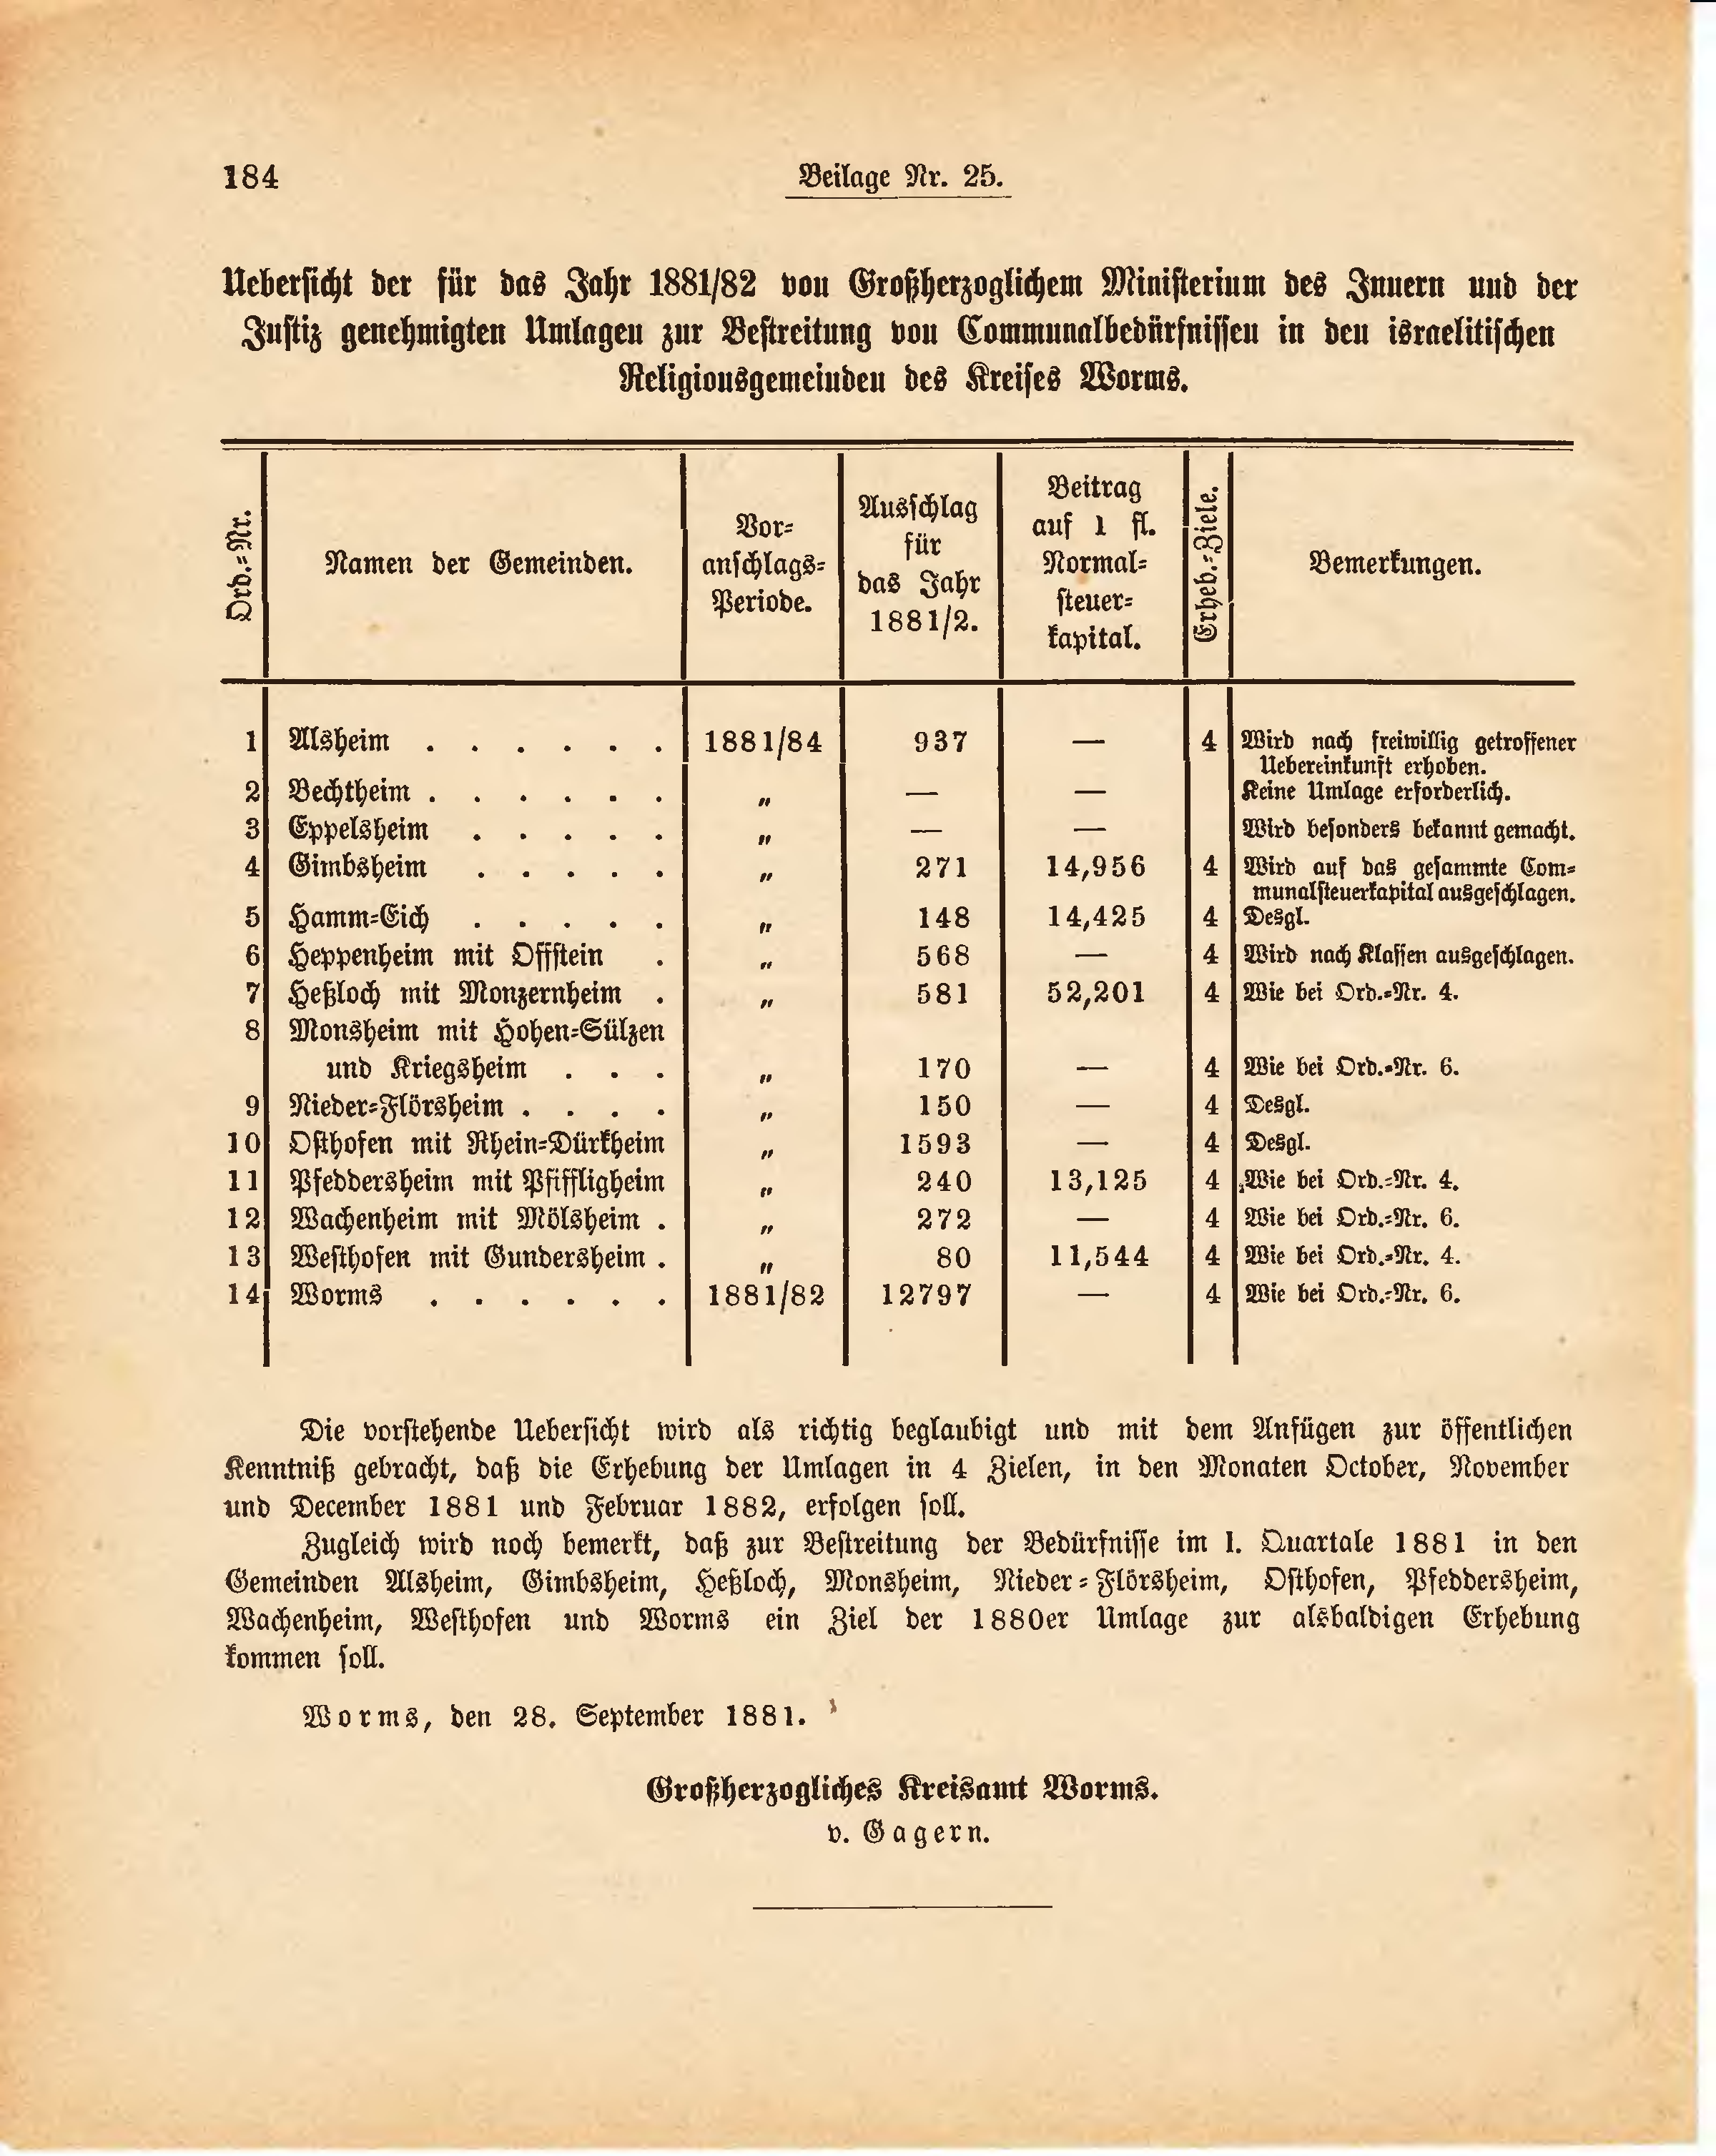 184
Beilage Nr. 25.
Uebersicht der für das Jahr 1881/82 von Großherzoglichem Ministerium des Innern und der
Justiz genehmigten Umlagen zur Bestreitung von Communalbedürfnissen in den israelitischen
Religionsgemeinden des Kreises Worms.
Ord.-Nr. Namen der Gemeinden. Vor-anschlags-Periode. Ausschlag für das Jahr 1881/2. Beitrag auf 1 fl. Normal-steuer-kapital. Erheb.-Ziele. Bemerkungen.
1 Alsheim . . . . . . 1881/84 937 — 4 Wird nach freiwillig getroffener
Uebereinkunft erhoben.
2 Bechtheim . . . . . . „ — — Keine Umlage erforderlich.
3 Eppelsheim . . . . . „ — — Wird besonders bekannt gemacht.
4 Gimbsheim . . . . . „ 271 14,956 4 Wird auf das gesammte Com-
munalsteuerkapital ausgeschlagen.
5 Hamm-Eich . . . . . „ 148 14,425 4 Desgl.
6 Heppenheim mit Offstein . „ 568 — 4 Wird nach Klassen ausgeschlagen.
7 Heßloch mit Monzernheim . „ 581 52,201 4 Wie bei Ord.-Nr. 4.
8 Monsheim mit Hohen-Sülzen
und Kriegsheim . . . „ 170 — 4 Wie bei Ord.-Nr. 6.
9 Nieder-Flörsheim . . . . „ 150 — 4 Desgl.
10 Osthofen mit Rhein-Dürkheim „ 1593 — 4 Desgl.
11 Pfeddersheim mit Pfiffligheim „ 240 13,125 4 Wie bei Ord.-Nr. 4.
12 Wachenheim mit Mölsheim . „ 272 — 4 Wie bei Ord.-Nr. 6.
13 Westhofen mit Gundersheim . „ 80 11,544 4 Wie bei Ord.-Nr. 4.
14 Worms . . . . . . 1881/82 12797 — 4 Wie bei Ord.-Nr. 6.
Die vorstehende Uebersicht wird als richtig beglaubigt und mit dem Anfügen zur öffentlichen
Kenntniß gebracht, daß die Erhebung der Umlagen in 4 Zielen, in den Monaten October, November
und December 1881 und Februar 1882, erfolgen soll.
Zugleich wird noch bemerkt, daß zur Bestreitung der Bedürfnisse im I. Quartale 1881 in den
Gemeinden Alsheim, Gimbsheim, Heßloch, Monsheim, Nieder-Flörsheim, Osthofen, Pfeddersheim,
Wachenheim, Westhofen und Worms ein Ziel der 1880er Umlage zur alsbaldigen Erhebung
kommen soll.
Worms, den 28. September 1881.
Großherzogliches Kreisamt Worms.
v. Gagern.